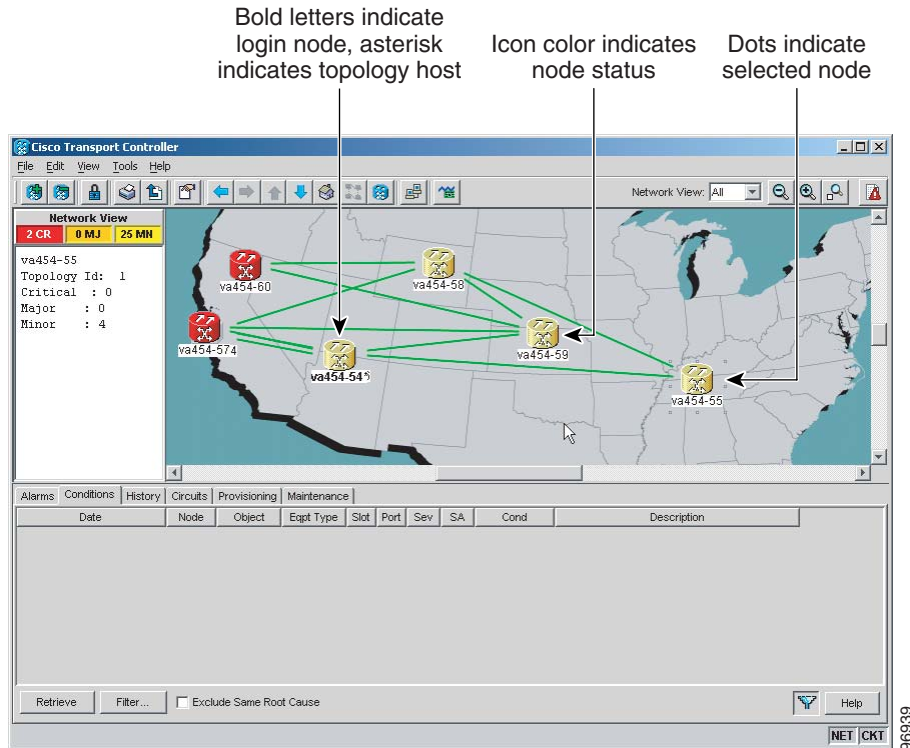 Bold letters indicate
login node, asterisk
indicates topology host
Icon color indicates
node status
Dots indicate
selected node
Cisco Transport Controller
File Edit View Tools Help
Network View: All
Network View
2 CR 0 MJ 25 MN
va454-55
Topology Id: 1
Critical : 0
Major : 0
Minor : 4
va454-60
va454-58
va454-574
va454-54*
va454-59
va454-55
Alarms Conditions History Circuits Provisioning Maintenance
Date Node Object Eqpt Type Slot Port Sev SA Cond Description
Retrieve Filter... Exclude Same Root Cause Help
NET CKT
96939